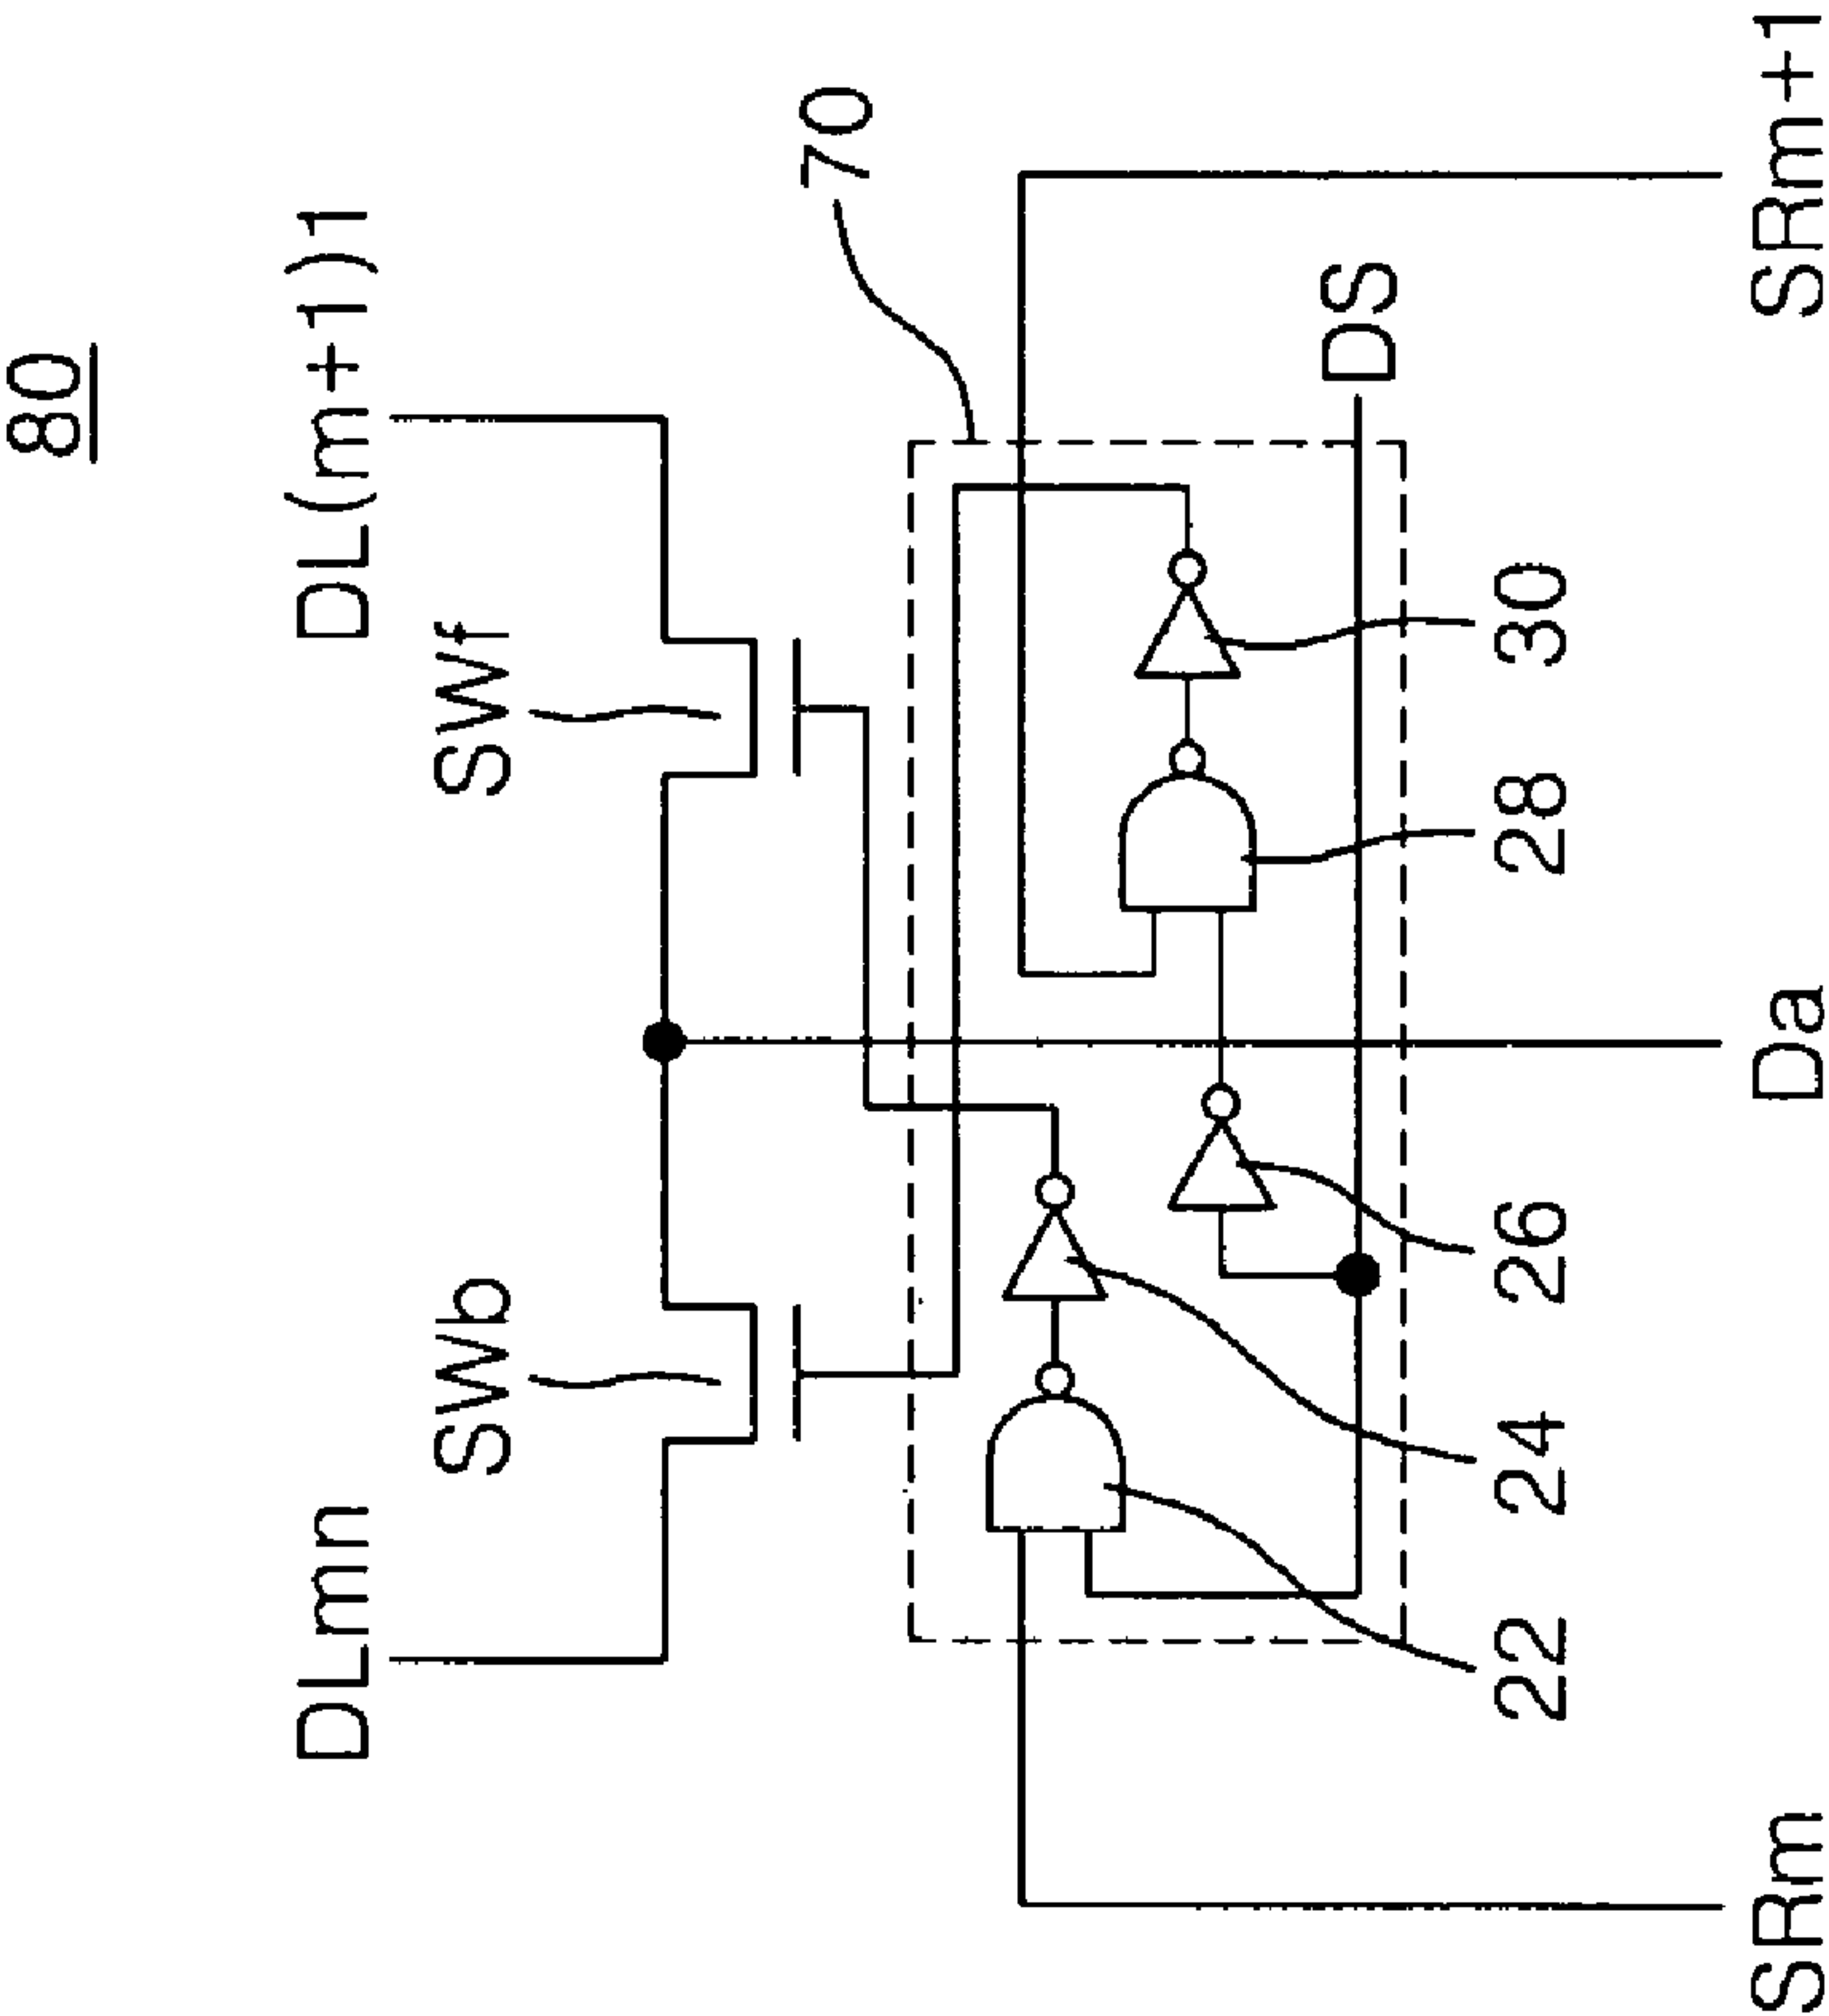 80
DLmn
DL(m+1)1
SWb
SWf
70
DS
22
24
26
28
30
SRm
Da
SRm+1